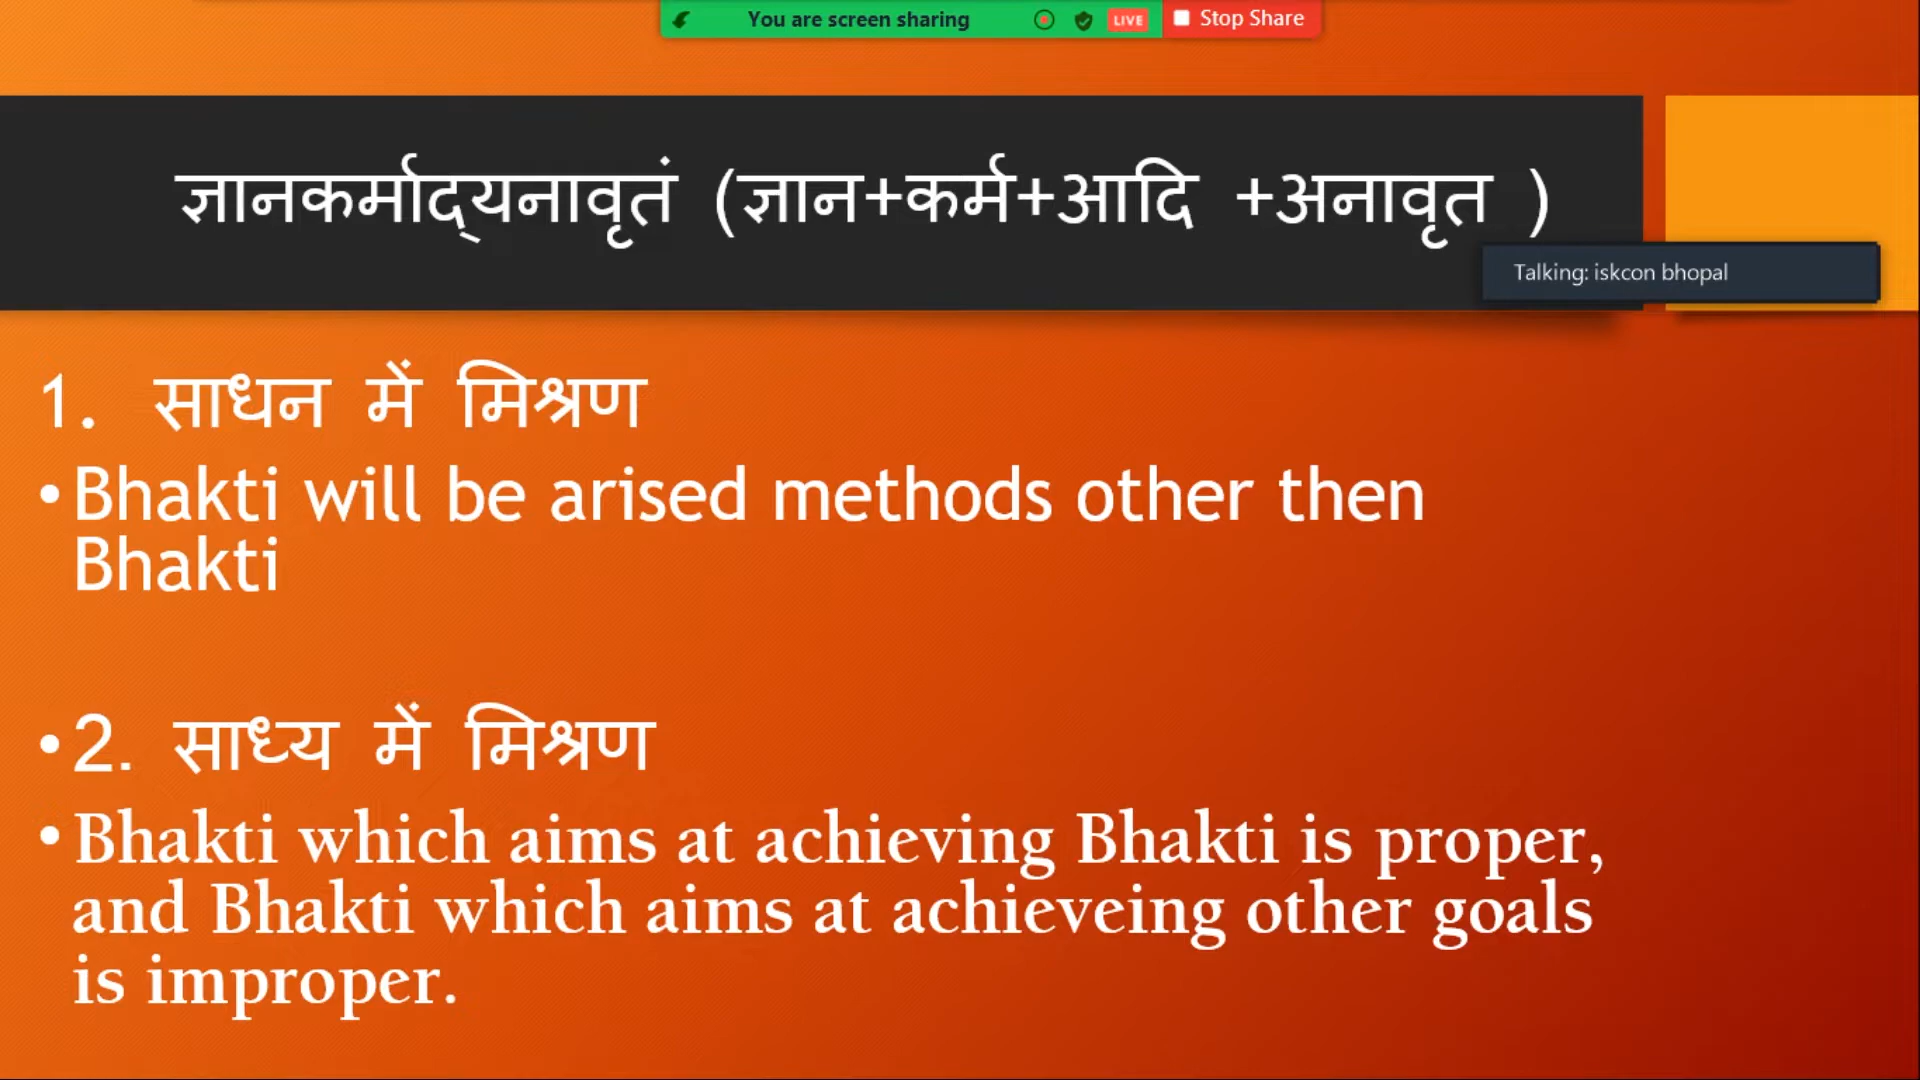 You are screen sharing LIVE Stop Share
ज्ञानकर्माद्यनावृतं (ज्ञान+कर्म+आदि +अनावृत )
Talking: iskcon bhopal
1. साधन में मिश्रण
•Bhakti will be arised methods other then
Bhakti
•2. साध्य में मिश्रण
•Bhakti which aims at achieving Bhakti is proper,
and Bhakti which aims at achieveing other goals
is improper.